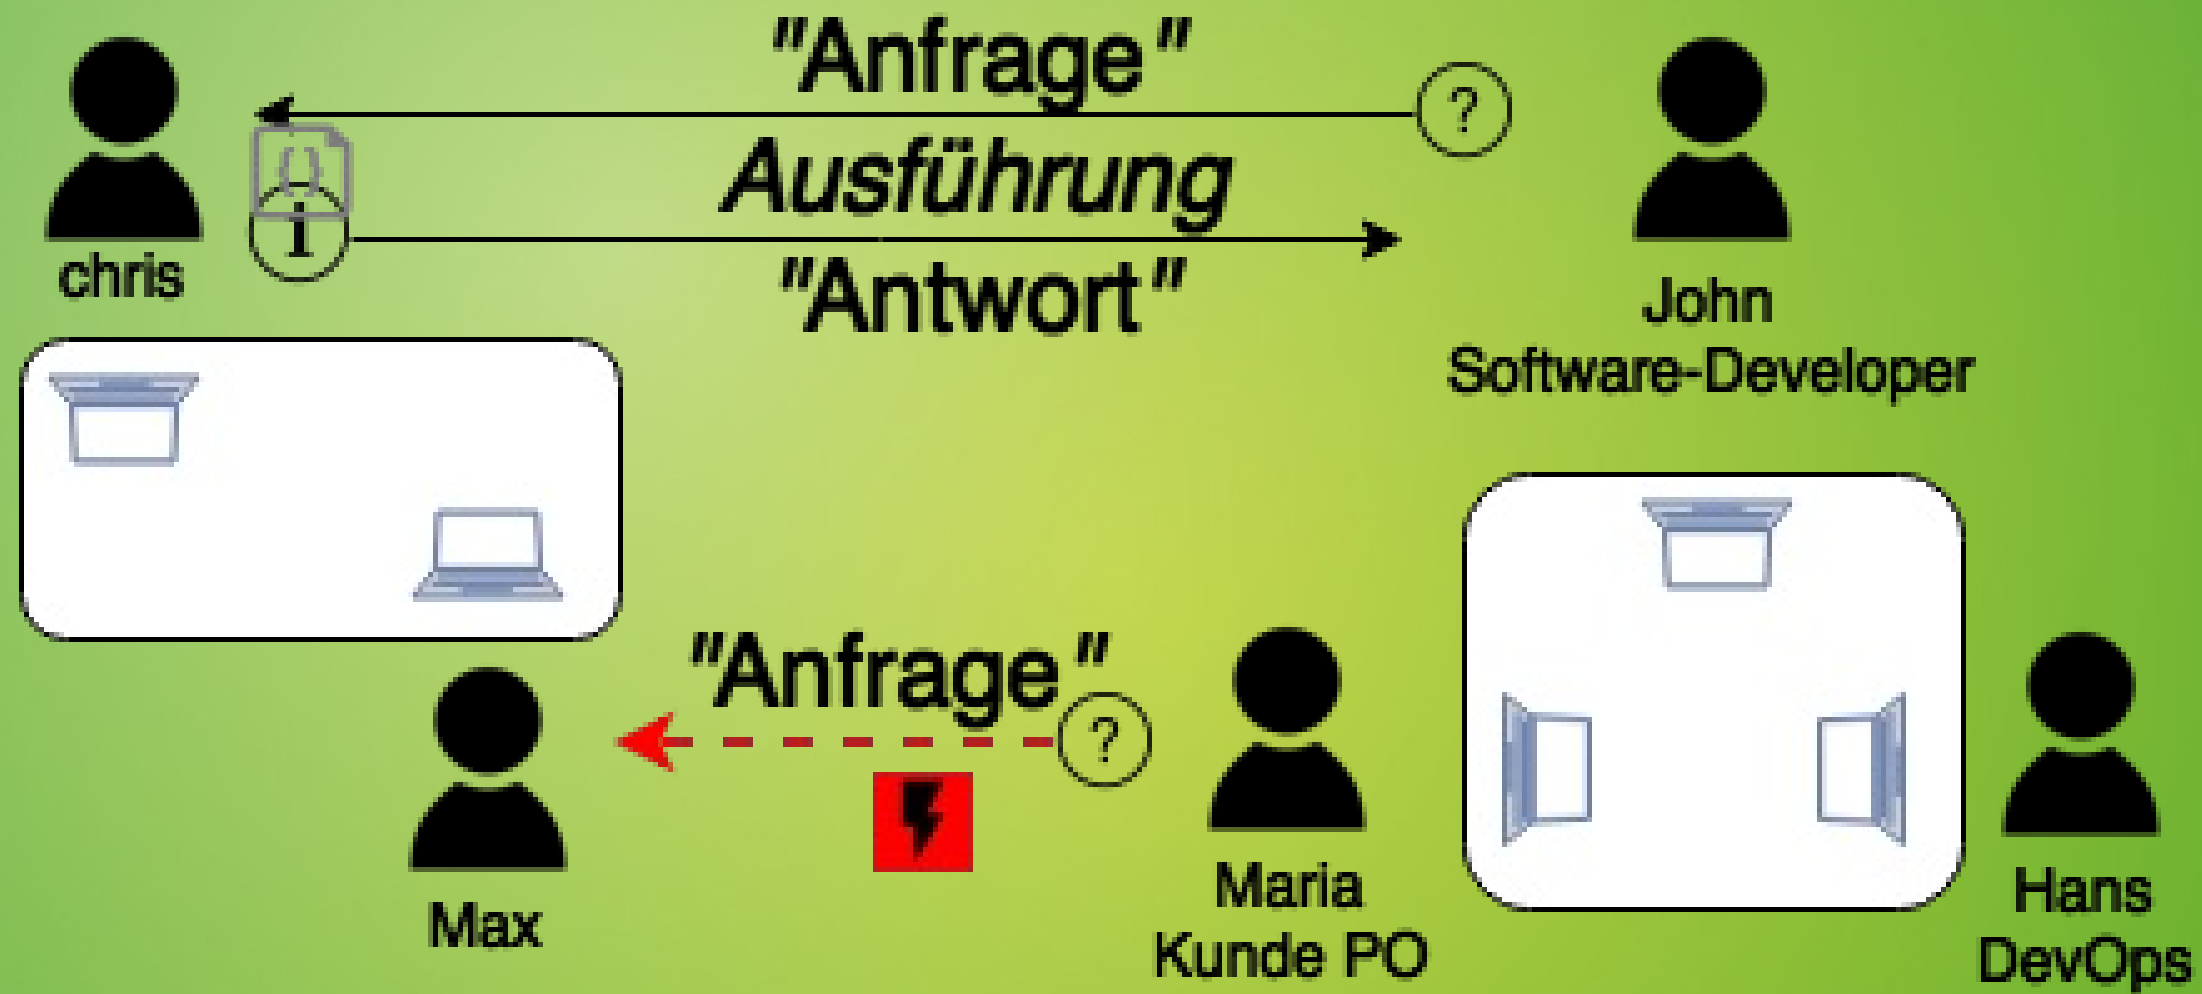 "Anfrage"
?
Ausführung
()
i
"Antwort"
chris
John
Software-Developer
"Anfrage"
?
Maria
Kunde PO
Max
Hans
DevOps